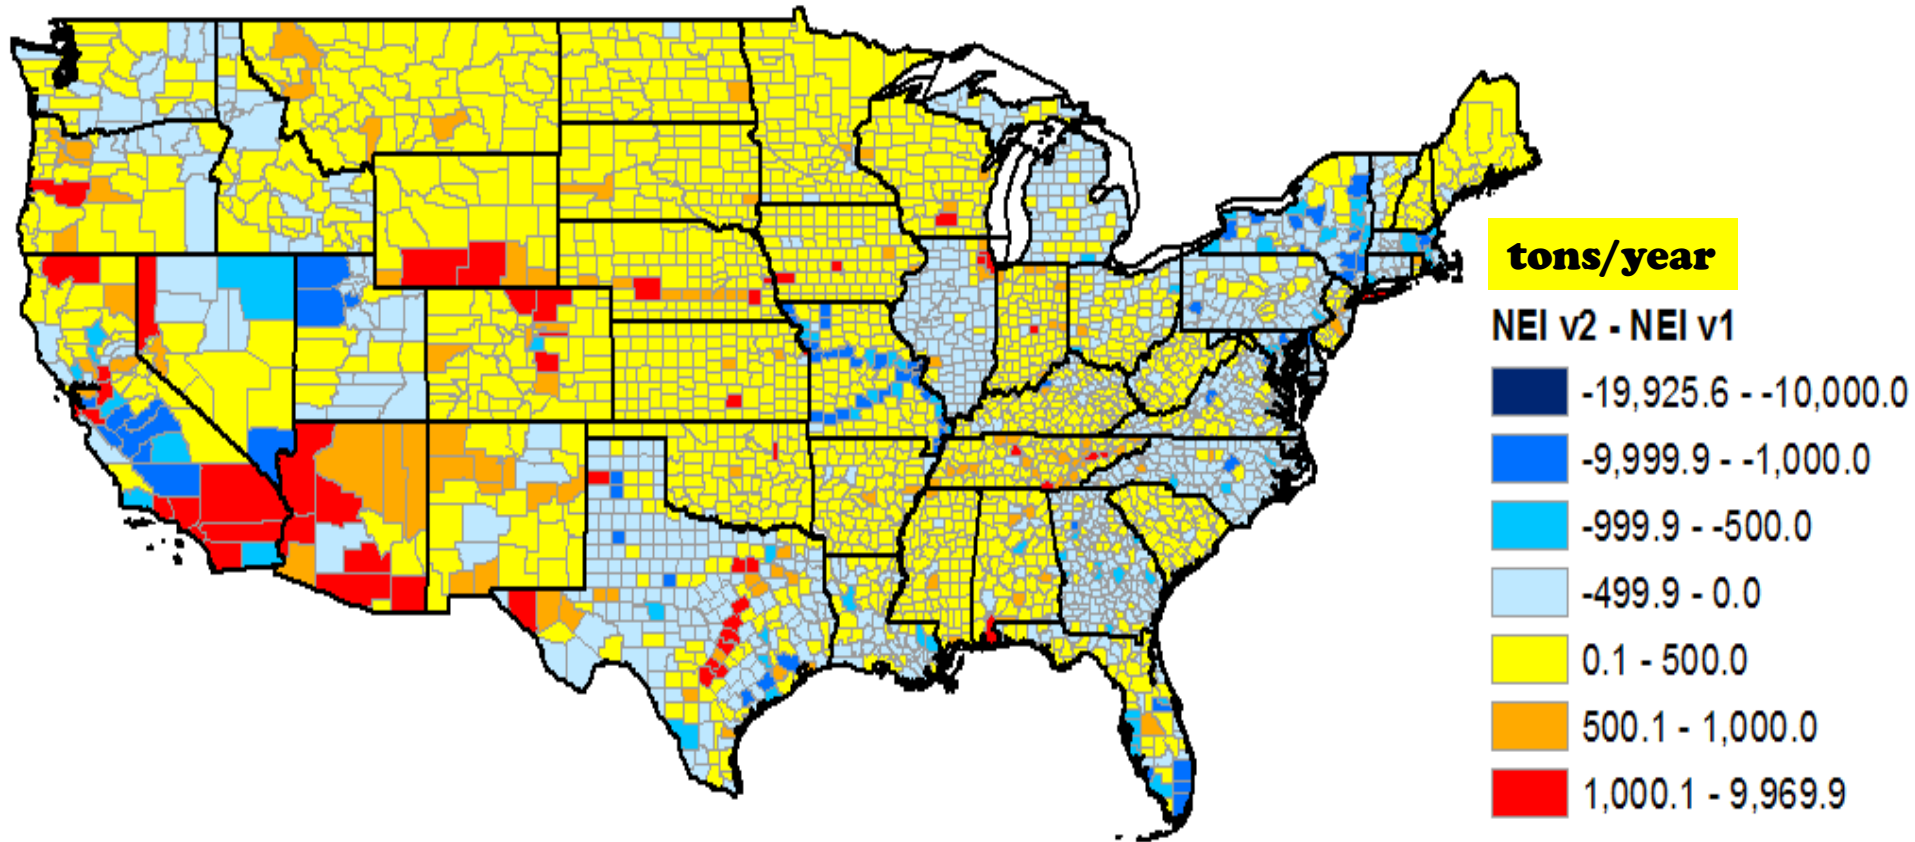 tons/year
NEI v2 - NEI v1
-19,925.6 - -10,000.0
-9,999.9 - -1,000.0
-999.9 - -500.0
-499.9 - 0.0
0.1 - 500.0
500.1 - 1,000.0
1,000.1 - 9,969.9